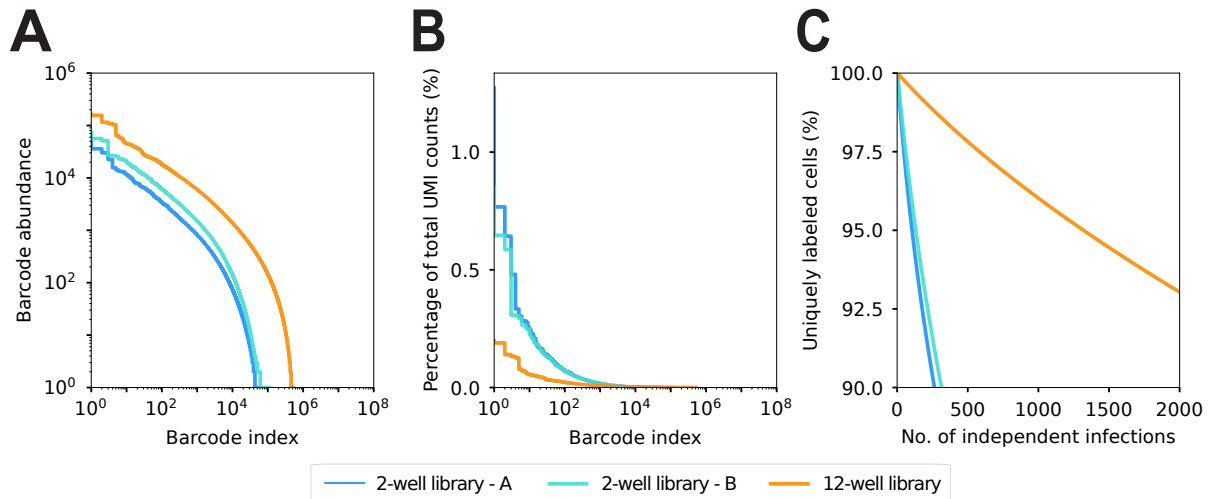 A
B
C
Barcode abundance
10^6
10^4
10^2
10^0
10^0 10^2 10^4 10^6 10^8
Barcode index
Percentage of total UMI counts (%)
1.0
0.5
0.0
10^0 10^2 10^4 10^6 10^8
Barcode index
Uniquely labeled cells (%)
100.0
97.5
95.0
92.5
90.0
0 500 1000 1500 2000
No. of independent infections
2-well library - A 2-well library - B 12-well library